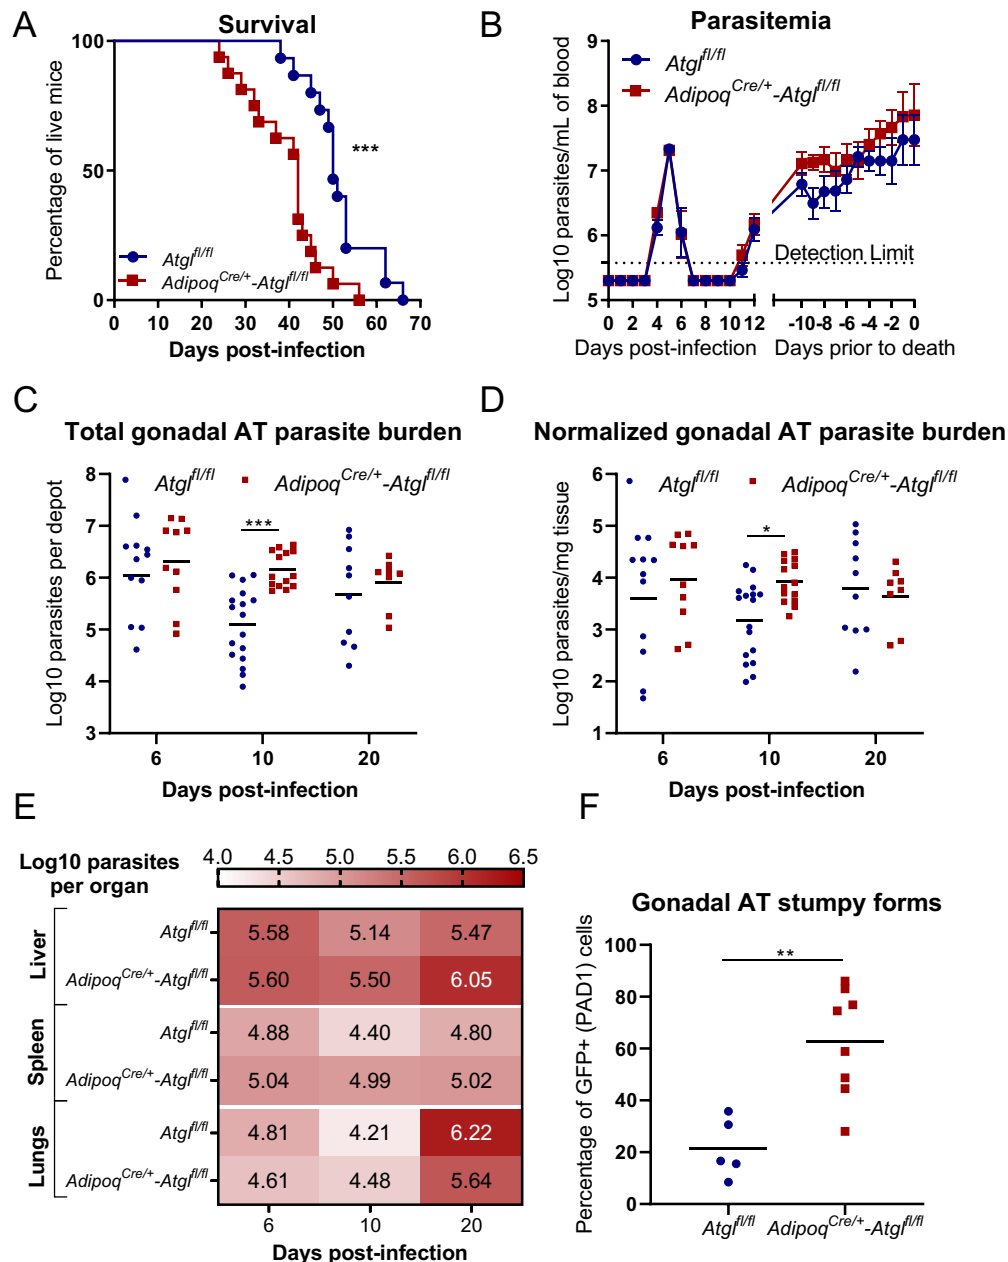 A
Survival
Percentage of live mice
100
50
0
***
Atgl^fl/fl
Adipoq^Cre/+-Atgl^fl/fl
0 10 20 30 40 50 60 70
Days post-infection
B
Parasitemia
Log10 parasites/mL of blood
9
8
7
6
5
Atgl^fl/fl
Adipoq^Cre/+-Atgl^fl/fl
Detection Limit
0 2 4 6 8 10 12
-10 -8 -6 -4 -2 0
Days post-infection
Days prior to death
C
Total gonadal AT parasite burden
Log10 parasites per depot
8
7
6
5
4
3
Atgl^fl/fl
Adipoq^Cre/+-Atgl^fl/fl
***
6 10 20
Days post-infection
D
Normalized gonadal AT parasite burden
Log10 parasites/mg tissue
6
5
4
3
2
1
Atgl^fl/fl
Adipoq^Cre/+-Atgl^fl/fl
*
6 10 20
Days post-infection
E
Log10 parasites
per organ
4.0 4.5 5.0 5.5 6.0 6.5
Liver
Atgl^fl/fl 5.58 5.14 5.47
Adipoq^Cre/+-Atgl^fl/fl 5.60 5.50 6.05
Spleen
Atgl^fl/fl 4.88 4.40 4.80
Adipoq^Cre/+-Atgl^fl/fl 5.04 4.99 5.02
Lungs
Atgl^fl/fl 4.81 4.21 6.22
Adipoq^Cre/+-Atgl^fl/fl 4.61 4.48 5.64
6 10 20
Days post-infection
F
Gonadal AT stumpy forms
Percentage of GFP+ (PAD1) cells
100
80
60
40
20
0
**
Atgl^fl/fl
Adipoq^Cre/+-Atgl^fl/fl